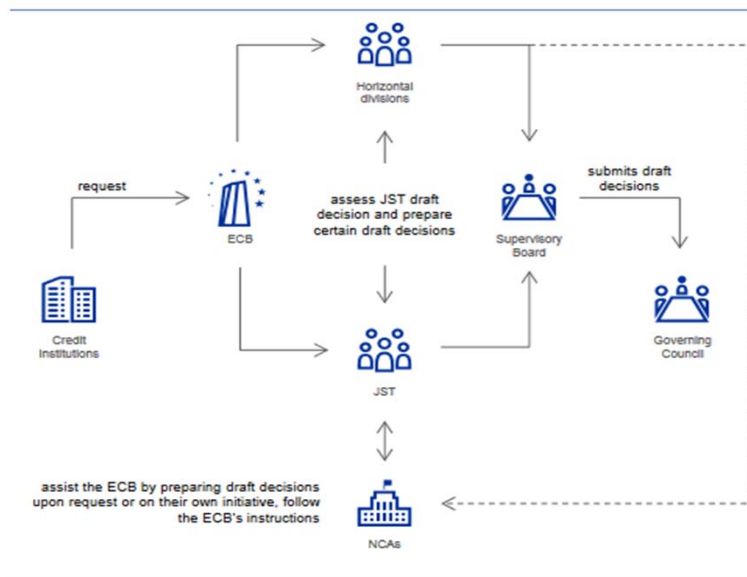 Horizontal
divisions
request
assess JST draft
decision and prepare
certain draft decisions
submits draft
decisions
ECB
Supervisory
Board
Credit
Institutions
Governing
Council
JST
assist the ECB by preparing draft decisions
upon request or on their own initiative, follow
the ECB's instructions
NCAs